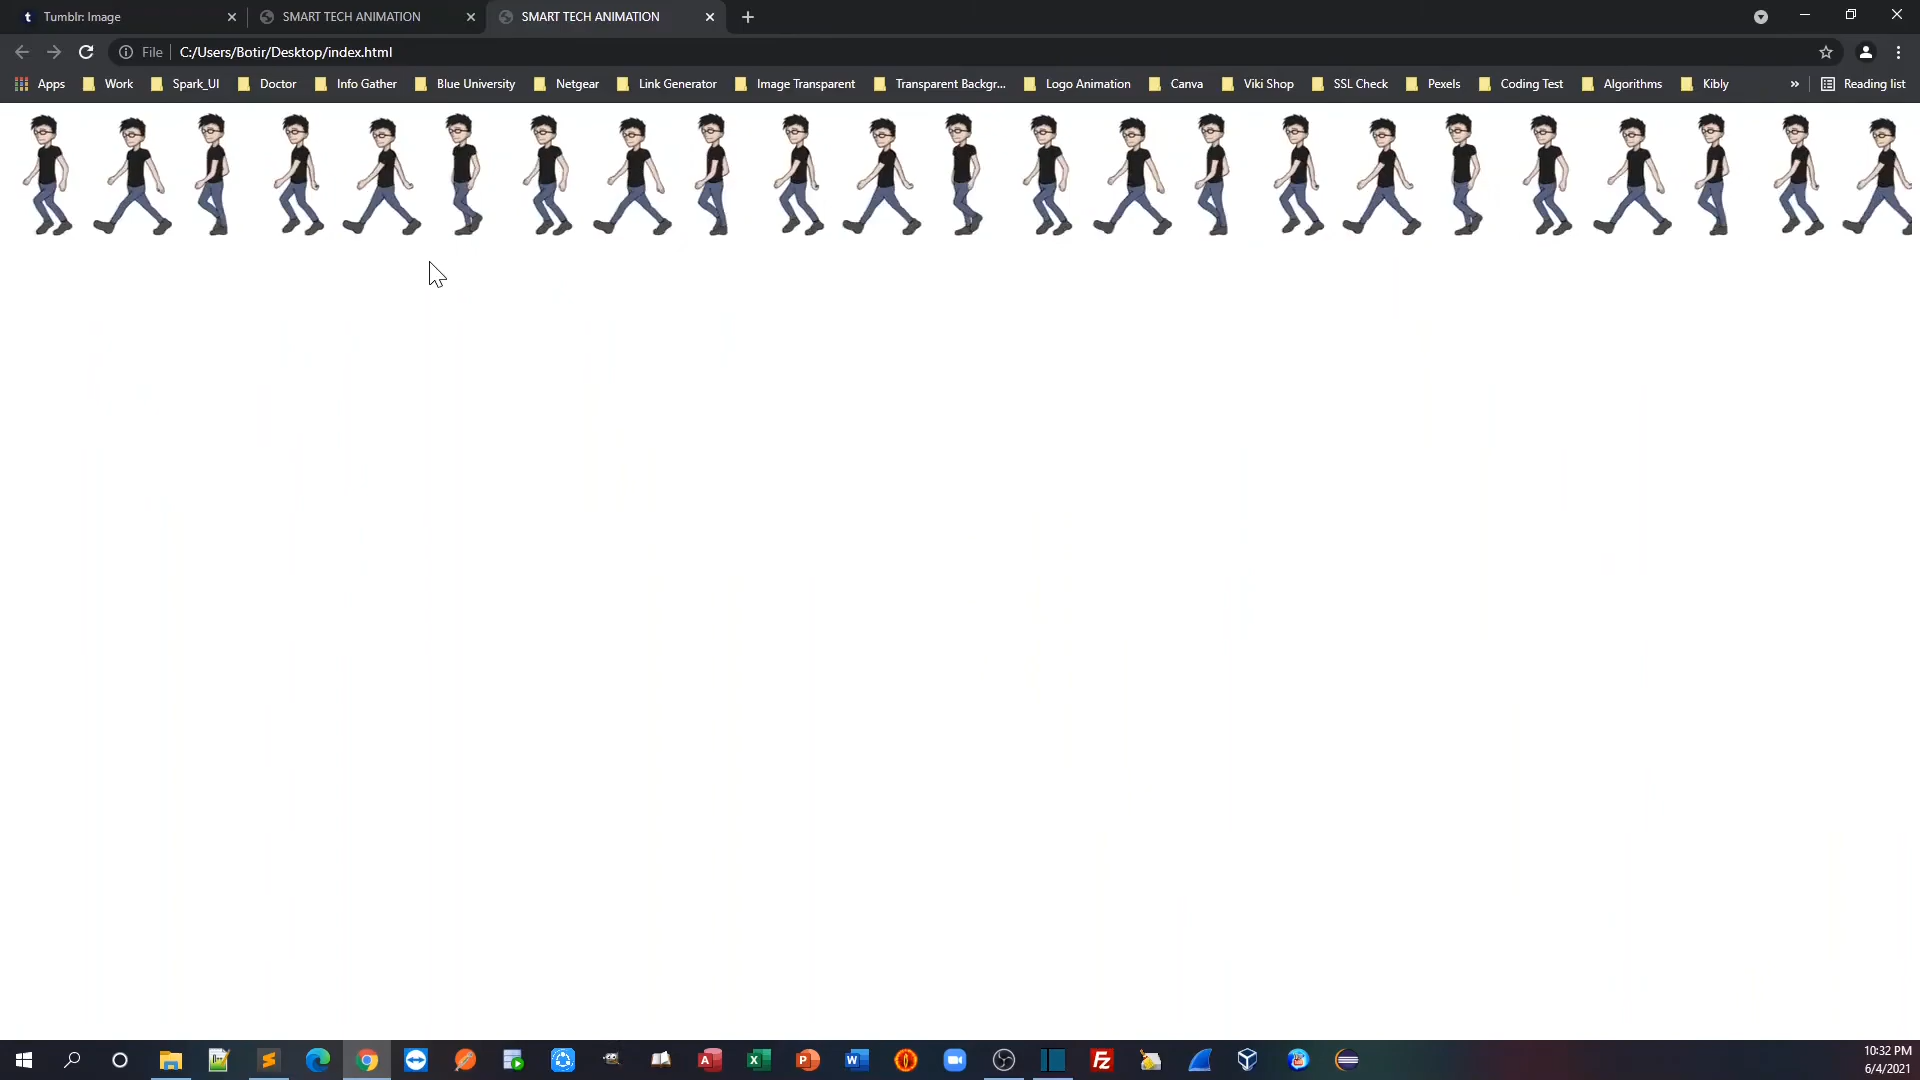 Tumblr: Image
SMART TECH ANIMATION
SMART TECH ANIMATION
File
C:/Users/Botir/Desktop/index.html
Apps
Work
Spark_UI
Doctor
Info Gather
Blue University
Netgear
Link Generator
Image Transparent
Transparent Backgr...
Logo Animation
Canva
Viki Shop
SSL Check
Pexels
Coding Test
Algorithms
Kibly
»
Reading list
10:32 PM
6/4/2021